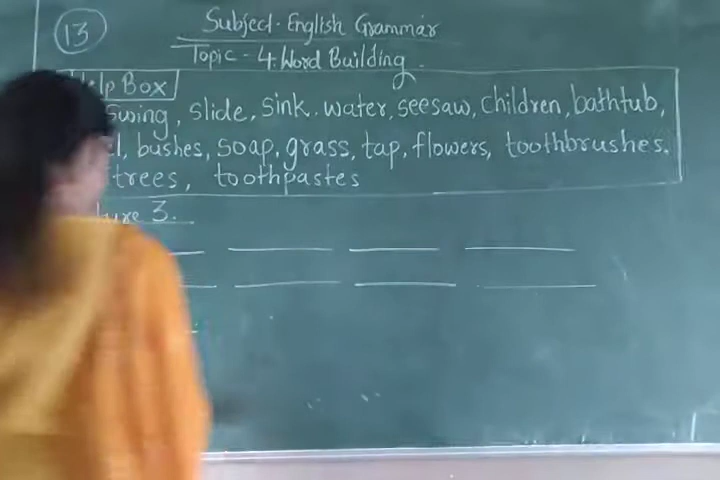 13
Subject- English Grammar
Topic - 4. Word Building.
Help Box
Swing, slide, sink. water, seesaw, children, bathtub,
bushes, soap, grass, tap, flowers, toothbrushes.
trees, toothpastes
3.